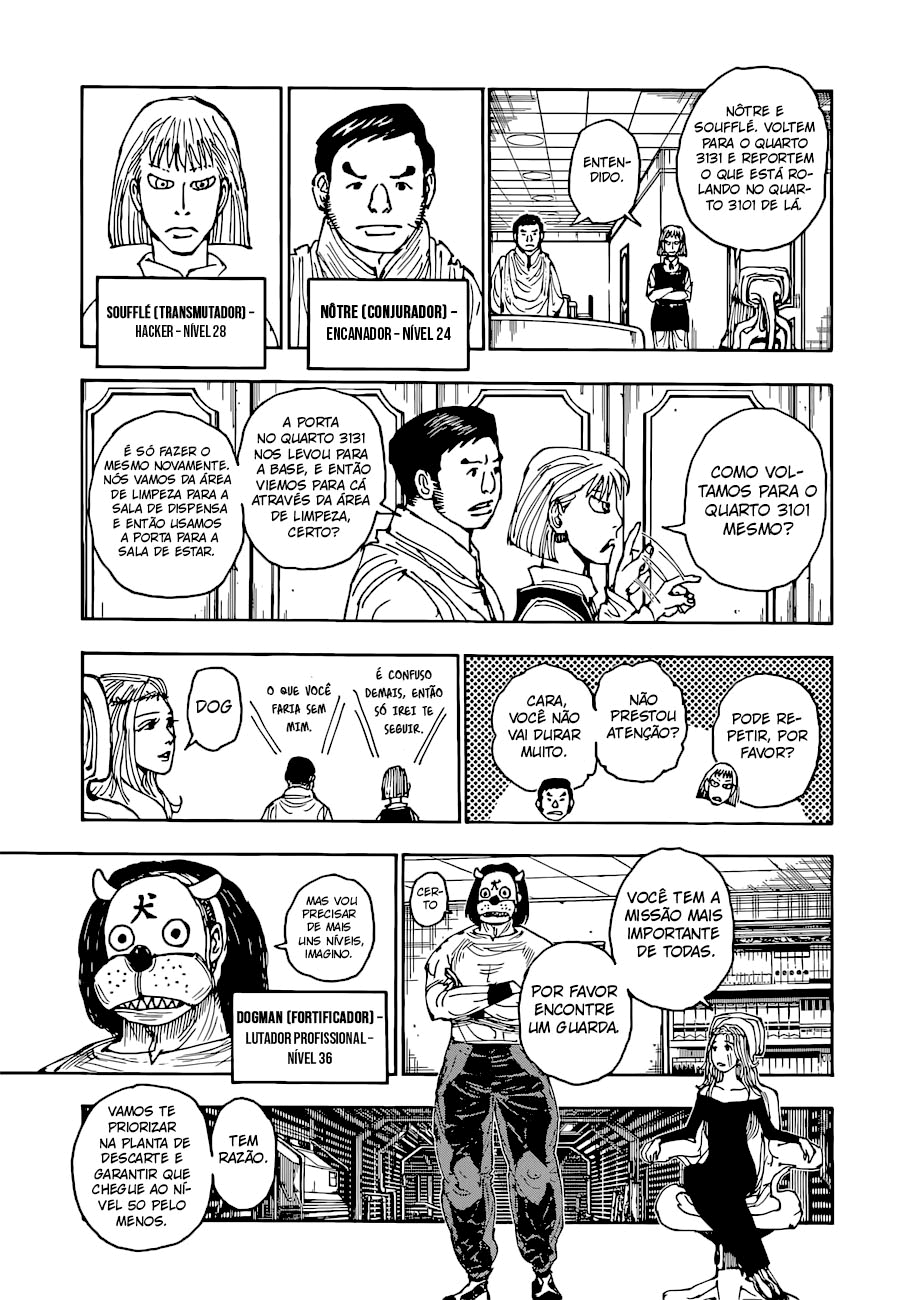 NÔTRE E
SOUFFLÉ. VOLTEM
PARA O QUARTO
3131 E REPORTEM
O QUE ESTÁ RO-
LANDO NO QUAR-
TO 3101 DE LÁ.
ENTEN-
DIDO.
NÔTRE (CONJURADOR) –
ENCANADOR – NÍVEL 24
SOUFFLÉ (TRANSMUTADOR) –
HACKER – NÍVEL 28
COMO VOL-
TAMOS PARA O
QUARTO 3101
MESMO?
A PORTA
NO QUARTO 3131
NOS LEVOU PARA
A BASE, E ENTÃO
VIEMOS PARA CÁ
ATRAVÉS DA ÁREA
DE LIMPEZA,
CERTO?
É SÓ FAZER O
MESMO NOVAMENTE.
NÓS VAMOS DA ÁREA
DE LIMPEZA PARA A
SALA DE DISPENSA
E ENTÃO USAMOS
A PORTA PARA A
SALA DE ESTAR.
PODE RE-
PETIR, POR
FAVOR?
NÃO
PRESTOU
ATENÇÃO?
CARA,
VOCÊ NÃO
VAI DURAR
MUITO.
É CONFUSO
DEMAIS, ENTÃO
SÓ IREI TE
SEGUIR.
O QUE VOCÊ
FARIA SEM
MIM.
DOG
VOCÊ TEM A
MISSÃO MAIS
IMPORTANTE
DE TODAS.
POR FAVOR
ENCONTRE
UM GUARDA.
CER-
TO
犬
MAS VOU
PRECISAR
DE MAIS
UNS NÍVEIS,
IMAGINO.
DOGMAN (FORTIFICADOR) –
LUTADOR PROFISSIONAL –
NÍVEL 36
TEM
RAZÃO.
VAMOS TE
PRIORIZAR
NA PLANTA DE
DESCARTE E
GARANTIR QUE
CHEGUE AO NÍ-
VEL SO PELO
MENOS.